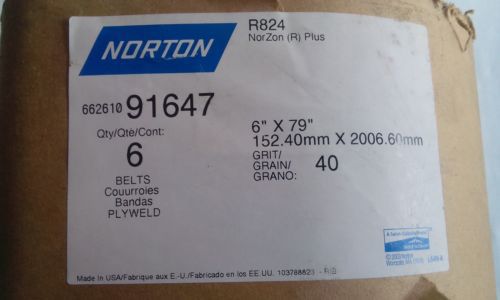 NORTON
R824
NorZon (R) Plus
662610 91647
Qty/Qte/Cont:
6
BELTS
Couurroies
Bandas
PLYWELD
6" X 79"
152.40mm X 2006.60mm
GRIT/
GRAIN/ 40
GRANO:
Made In USA/Fabrique aux E.-U./Fabricado en los EE.UU. 103768823